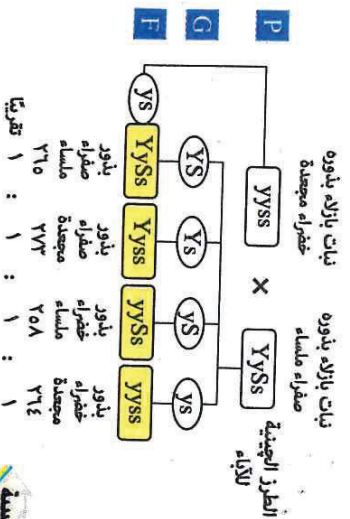 نبات بازلاء بذوره
صفراء ملساء
نبات بازلاء بذوره
خضراء مجعدة
الطرز الچينية
للآباء
P
YySs
×
yyss
G
YS
Ys
yS
ys
ys
F
YySs
Yyss
yySs
yyss
بذور
صفراء
ملساء
٢٦٥
بذور
صفراء
مجعدة
٢٧٣
بذور
خضراء
ملساء
٢٥٨
بذور
خضراء
مجعدة
٢٦٤
تقريبًا ١ : ١ : ١ : ١